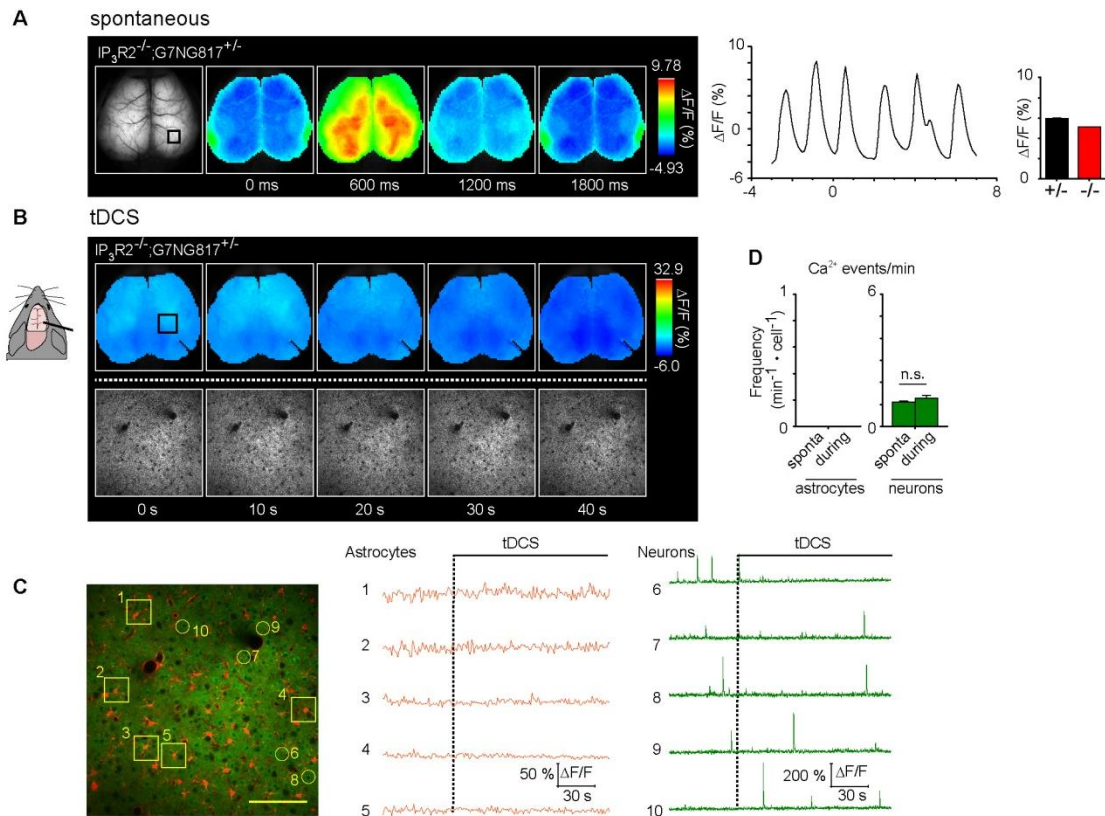 A
spontaneous
IP₃R2⁻/⁻;G7NG817⁺/⁻
0 ms
600 ms
1200 ms
1800 ms
9.78
ΔF/F (%)
-4.93
ΔF/F (%)
10
0
-6
-4
0
8
ΔF/F (%)
10
5
0
+/-
-/-
B
tDCS
IP₃R2⁻/⁻;G7NG817⁺/⁻
32.9
ΔF/F (%)
-6.0
0 s
10 s
20 s
30 s
40 s
D
Ca²⁺ events/min
Frequency
(min⁻¹ · cell⁻¹)
1
0
6
0
n.s.
sponta
during
sponta
during
astrocytes
neurons
C
1
10
9
7
2
4
3
5
6
8
Astrocytes
tDCS
1
2
3
4
5
50 %
ΔF/F
30 s
Neurons
tDCS
6
7
8
9
10
200 %
ΔF/F
30 s